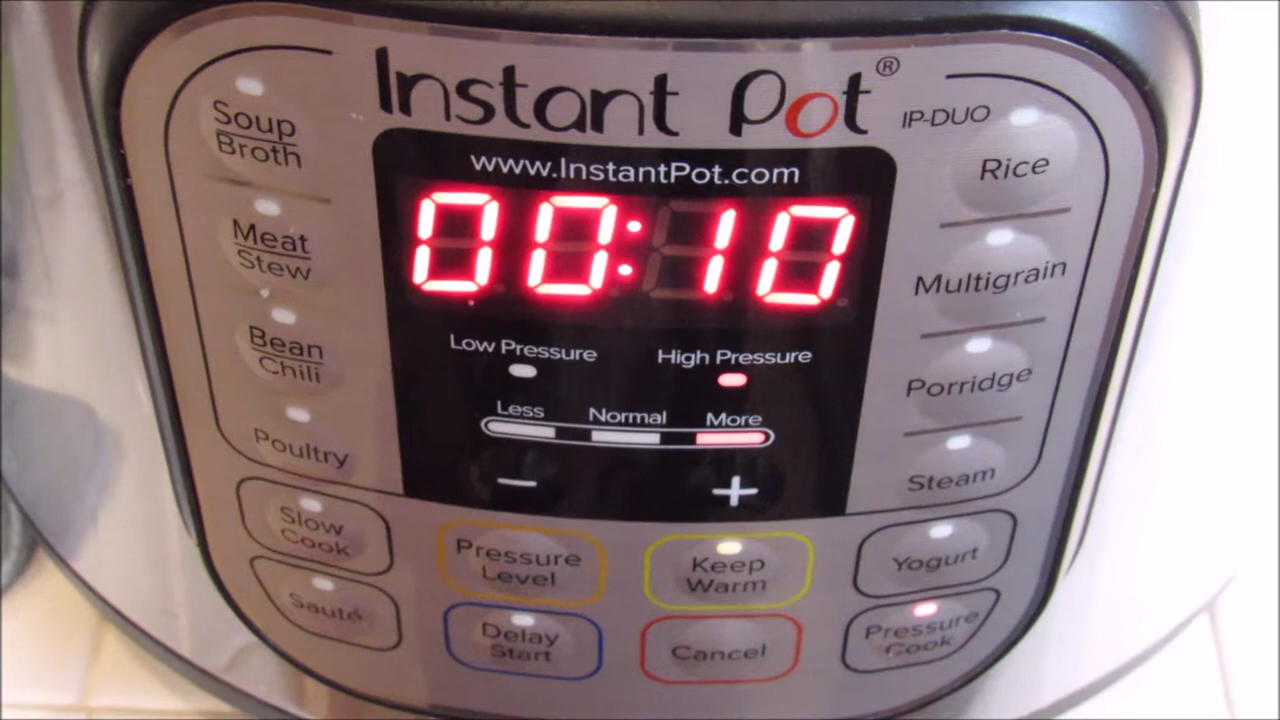 Instant Pot®
IP-DUO
www.InstantPot.com
00:10
Low Pressure
High Pressure
Less
Normal
More
−
+
Soup
Broth
Meat
Stew
Bean
Chili
Poultry
Slow
Cook
Sauté
Pressure
Level
Delay
Start
Keep
Warm
Cancel
Rice
Multigrain
Porridge
Steam
Yogurt
Pressure
Cook